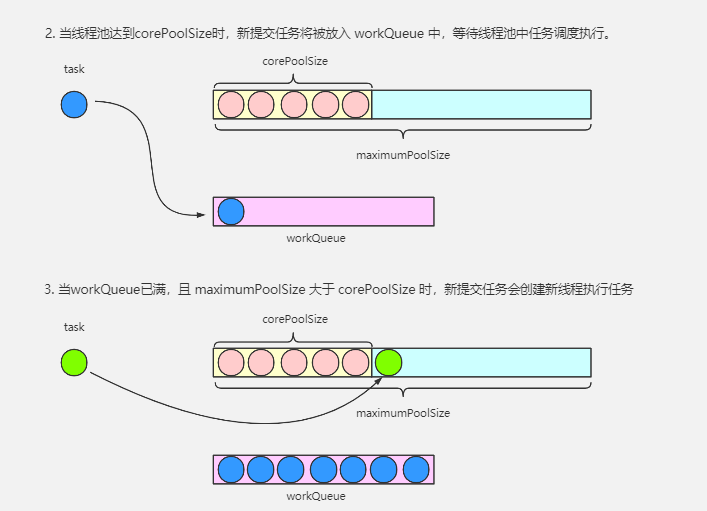 2. 当线程池达到corePoolSize时，新提交任务将被放入 workQueue 中，等待线程池中任务调度执行。
corePoolSize
task
maximumPoolSize
workQueue
3. 当workQueue已满，且 maximumPoolSize 大于 corePoolSize 时，新提交任务会创建新线程执行任务
corePoolSize
task
maximumPoolSize
workQueue